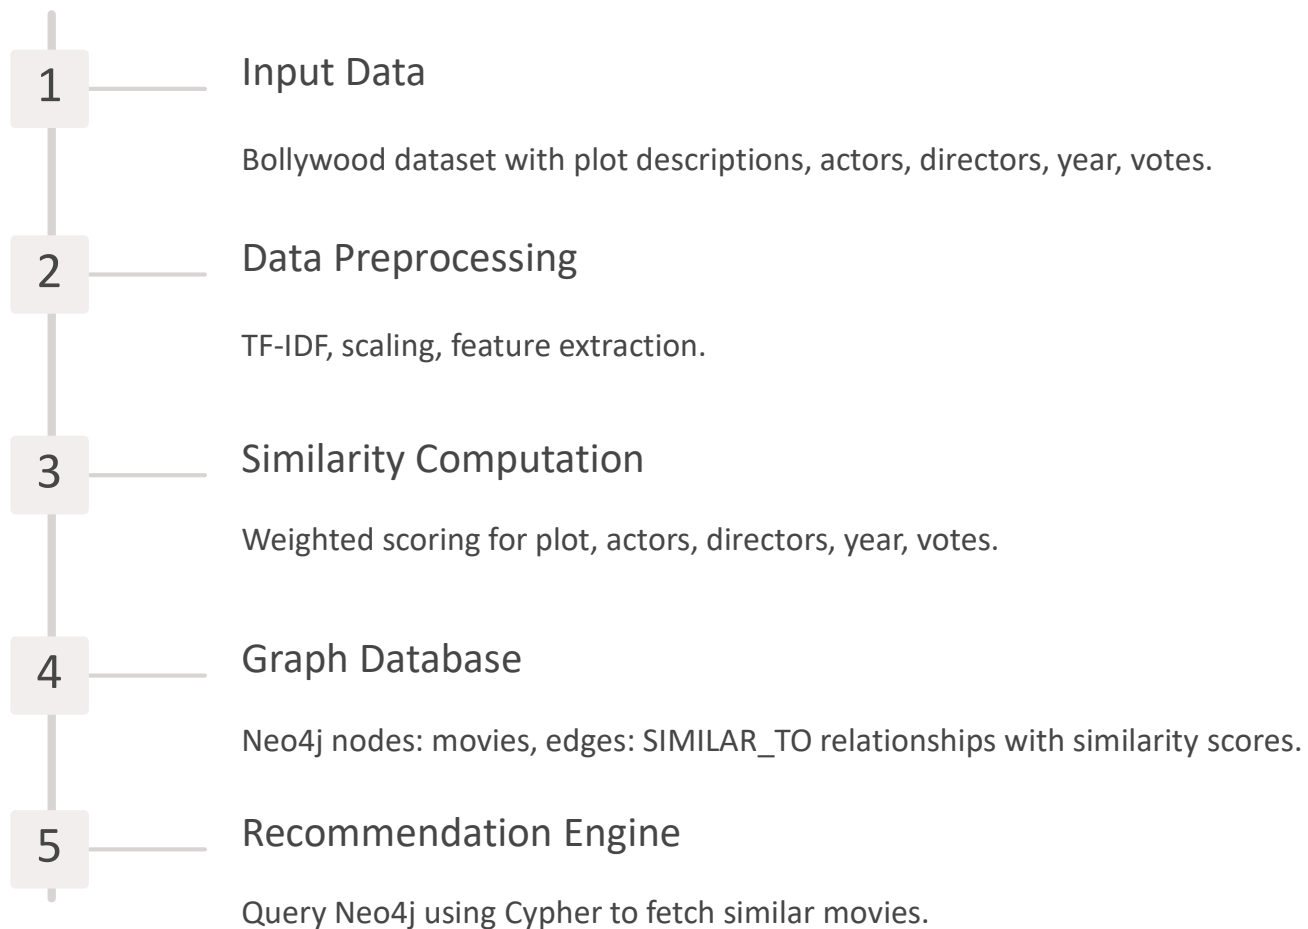 1
Input Data
Bollywood dataset with plot descriptions, actors, directors, year, votes.
2
Data Preprocessing
TF-IDF, scaling, feature extraction.
3
Similarity Computation
Weighted scoring for plot, actors, directors, year, votes.
4
Graph Database
Neo4j nodes: movies, edges: SIMILAR_TO relationships with similarity scores.
5
Recommendation Engine
Query Neo4j using Cypher to fetch similar movies.